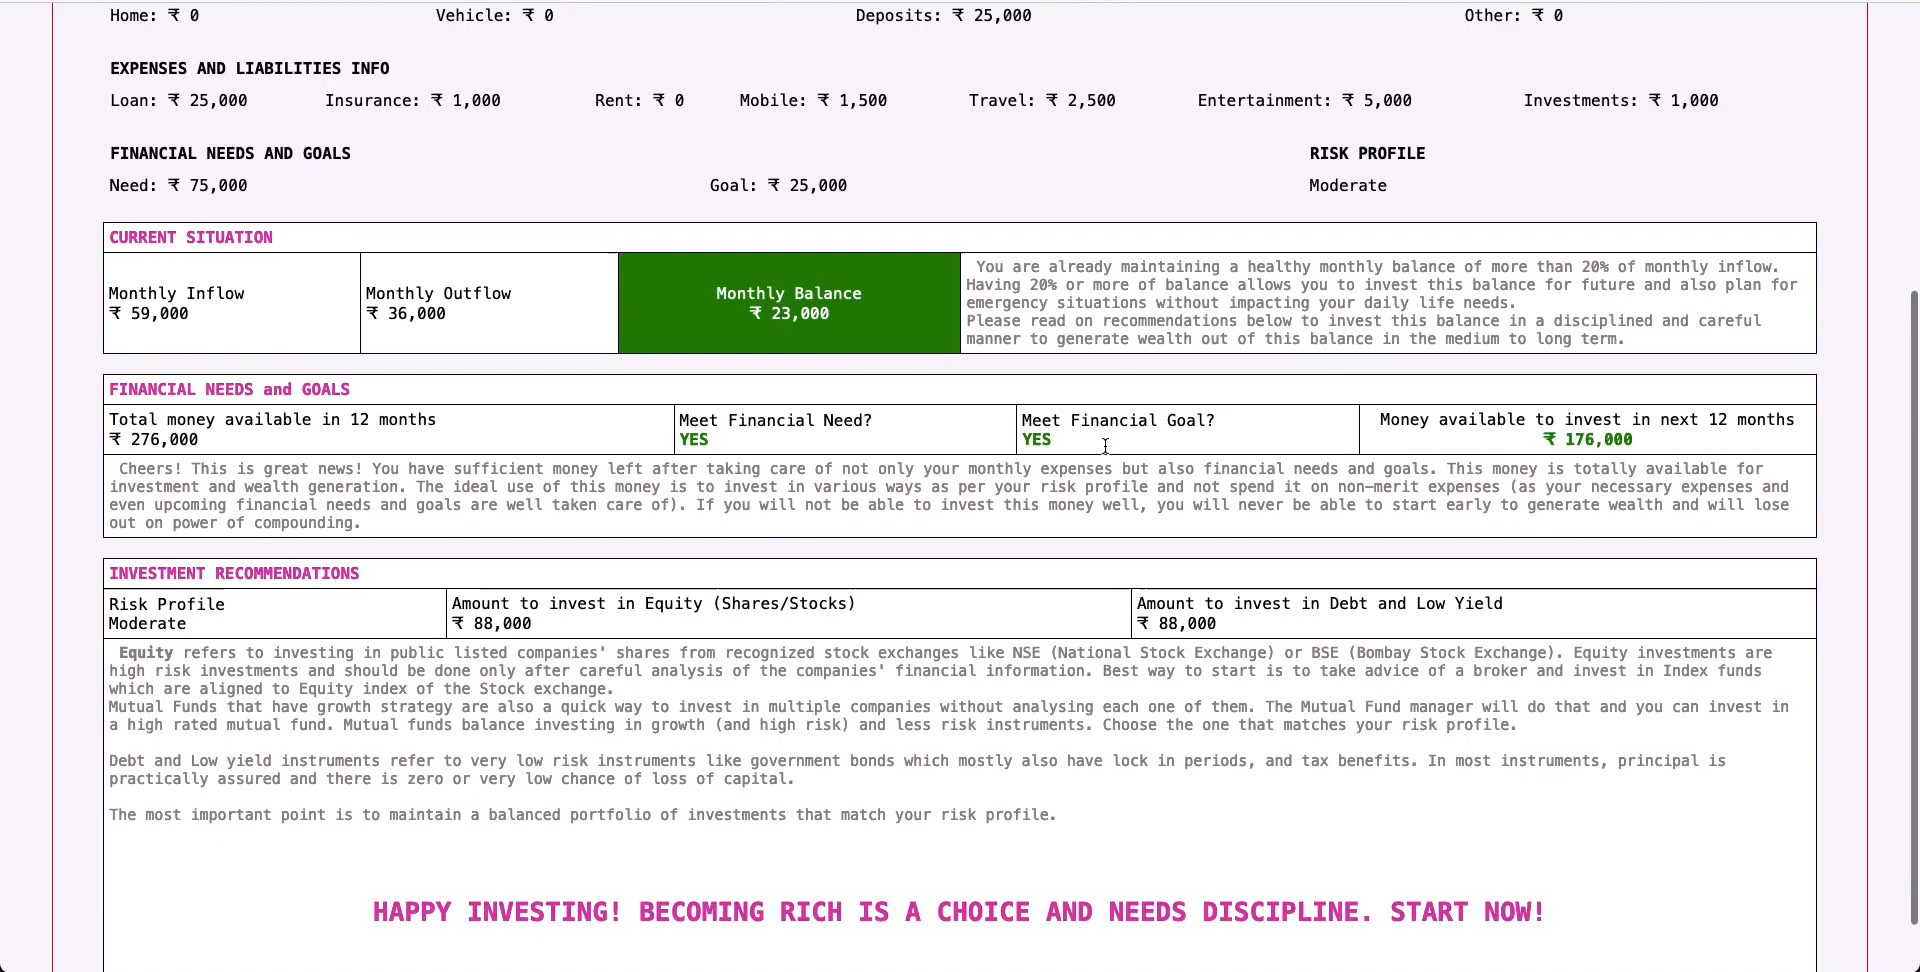 Home: ₹ 0 Vehicle: ₹ 0 Deposits: ₹ 25,000 Other: ₹ 0
EXPENSES AND LIABILITIES INFO
Loan: ₹ 25,000 Insurance: ₹ 1,000 Rent: ₹ 0 Mobile: ₹ 1,500 Travel: ₹ 2,500 Entertainment: ₹ 5,000 Investments: ₹ 1,000
FINANCIAL NEEDS AND GOALS RISK PROFILE
Need: ₹ 75,000 Goal: ₹ 25,000 Moderate
CURRENT SITUATION
Monthly Inflow
₹ 59,000
Monthly Outflow
₹ 36,000
Monthly Balance
₹ 23,000
You are already maintaining a healthy monthly balance of more than 20% of monthly inflow.
Having 20% or more of balance allows you to invest this balance for future and also plan for
emergency situations without impacting your daily life needs.
Please read on recommendations below to invest this balance in a disciplined and careful
manner to generate wealth out of this balance in the medium to long term.
FINANCIAL NEEDS and GOALS
Total money available in 12 months
₹ 276,000
Meet Financial Need?
YES
Meet Financial Goal?
YES
Money available to invest in next 12 months
₹ 176,000
Cheers! This is great news! You have sufficient money left after taking care of not only your monthly expenses but also financial needs and goals. This money is totally available for
investment and wealth generation. The ideal use of this money is to invest in various ways as per your risk profile and not spend it on non-merit expenses (as your necessary expenses and
even upcoming financial needs and goals are well taken care of). If you will not be able to invest this money well, you will never be able to start early to generate wealth and will lose
out on power of compounding.
INVESTMENT RECOMMENDATIONS
Risk Profile
Moderate
Amount to invest in Equity (Shares/Stocks)
₹ 88,000
Amount to invest in Debt and Low Yield
₹ 88,000
Equity refers to investing in public listed companies' shares from recognized stock exchanges like NSE (National Stock Exchange) or BSE (Bombay Stock Exchange). Equity investments are
high risk investments and should be done only after careful analysis of the companies' financial information. Best way to start is to take advice of a broker and invest in Index funds
which are aligned to Equity index of the Stock exchange.
Mutual Funds that have growth strategy are also a quick way to invest in multiple companies without analysing each one of them. The Mutual Fund manager will do that and you can invest in
a high rated mutual fund. Mutual funds balance investing in growth (and high risk) and less risk instruments. Choose the one that matches your risk profile.
Debt and Low yield instruments refer to very low risk instruments like government bonds which mostly also have lock in periods, and tax benefits. In most instruments, principal is
practically assured and there is zero or very low chance of loss of capital.
The most important point is to maintain a balanced portfolio of investments that match your risk profile.
HAPPY INVESTING! BECOMING RICH IS A CHOICE AND NEEDS DISCIPLINE. START NOW!